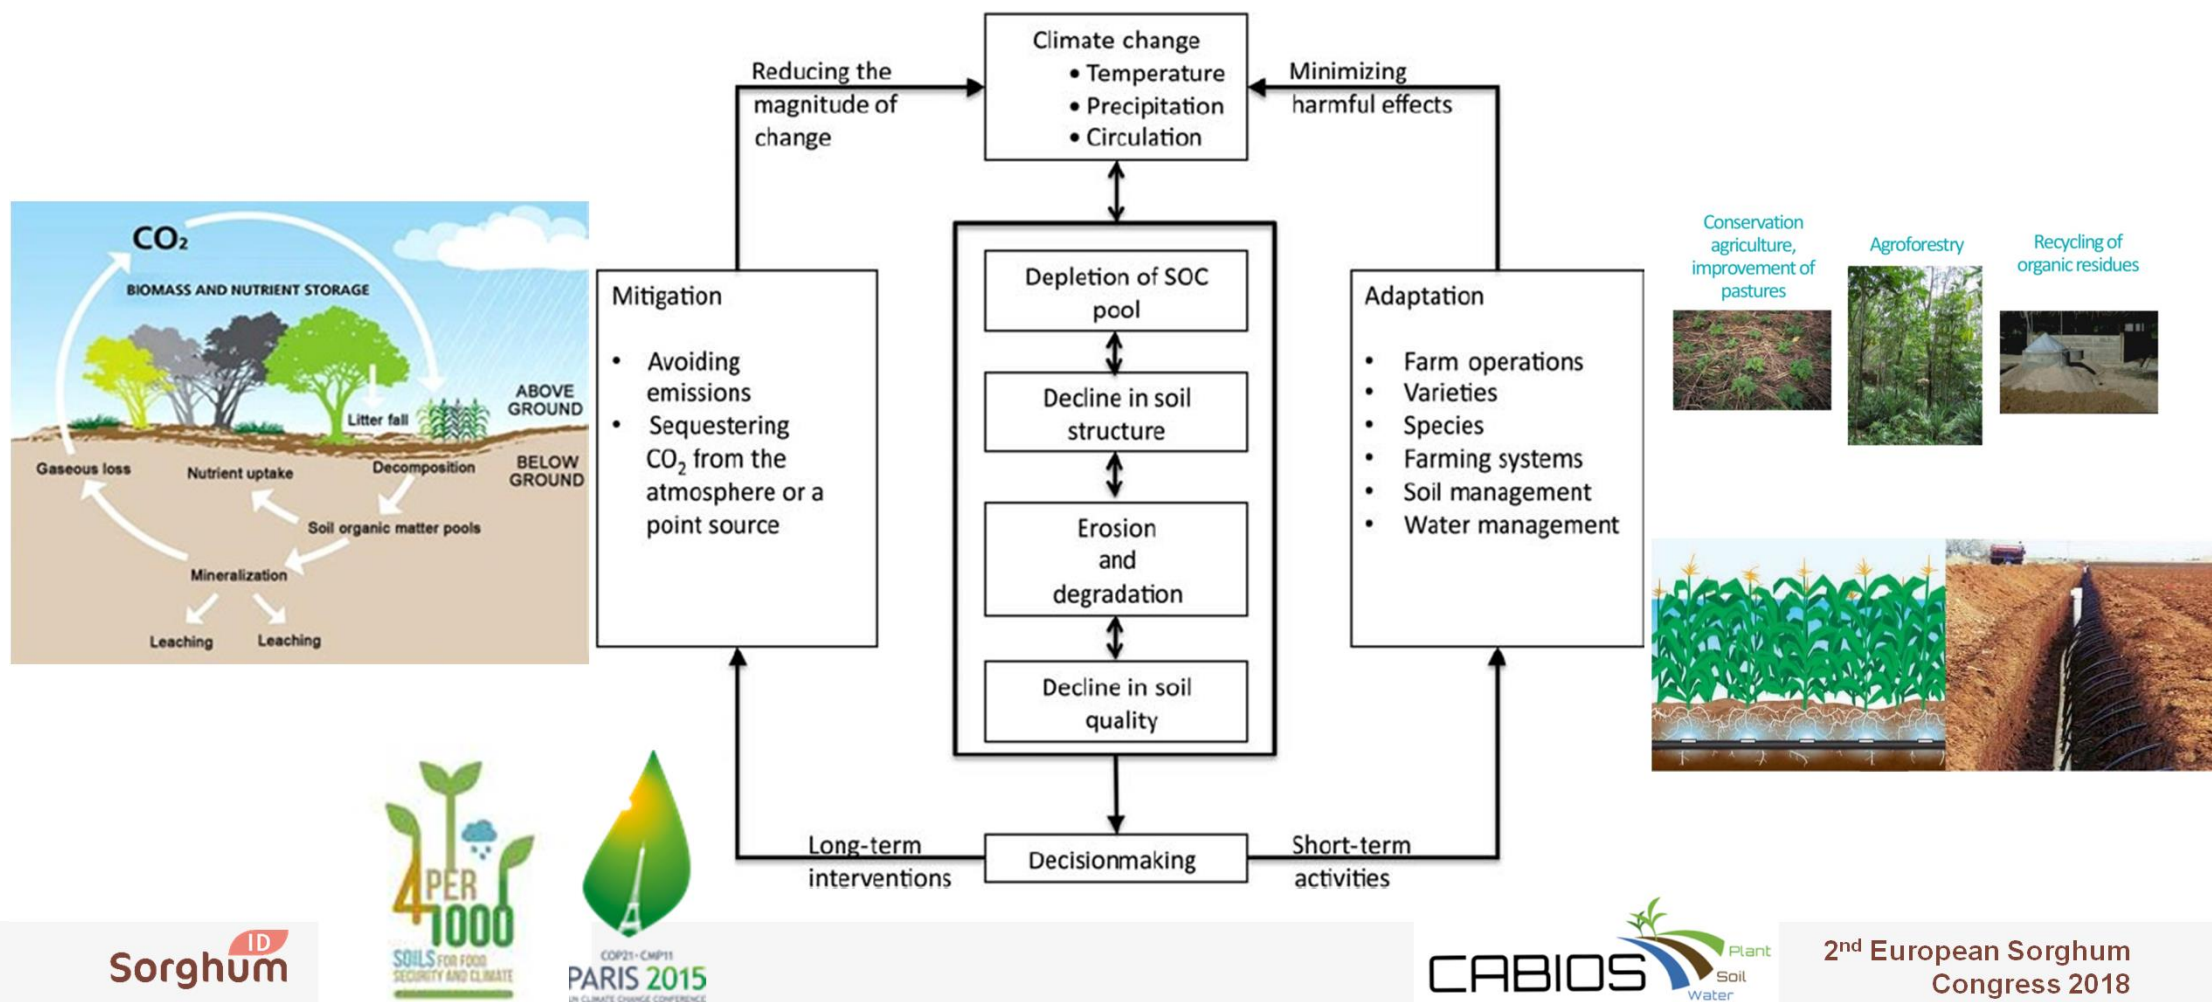 Climate change
• Temperature
• Precipitation
• Circulation
Reducing the
magnitude of
change
Minimizing
harmful effects
CO₂
BIOMASS AND NUTRIENT STORAGE
ABOVE
GROUND
Litter fall
BELOW
GROUND
Gaseous loss
Nutrient uptake
Decomposition
Soil organic matter pools
Mineralization
Leaching
Leaching
Mitigation
• Avoiding
emissions
• Sequestering
CO₂ from the
atmosphere or a
point source
Depletion of SOC
pool
Decline in soil
structure
Erosion
and
degradation
Decline in soil
quality
Adaptation
• Farm operations
• Varieties
• Species
• Farming systems
• Soil management
• Water management
Conservation
agriculture,
improvement of
pastures
Agroforestry
Recycling of
organic residues
Long-term
interventions
Decisionmaking
Short-term
activities
Sorghum ID
4 PER
1000
SOILS FOR FOOD
SECURITY AND CLIMATE
COP21·CMP11
PARIS 2015
UN CLIMATE CHANGE CONFERENCE
CABIOS
Plant
Soil
Water
2nd European Sorghum
Congress 2018